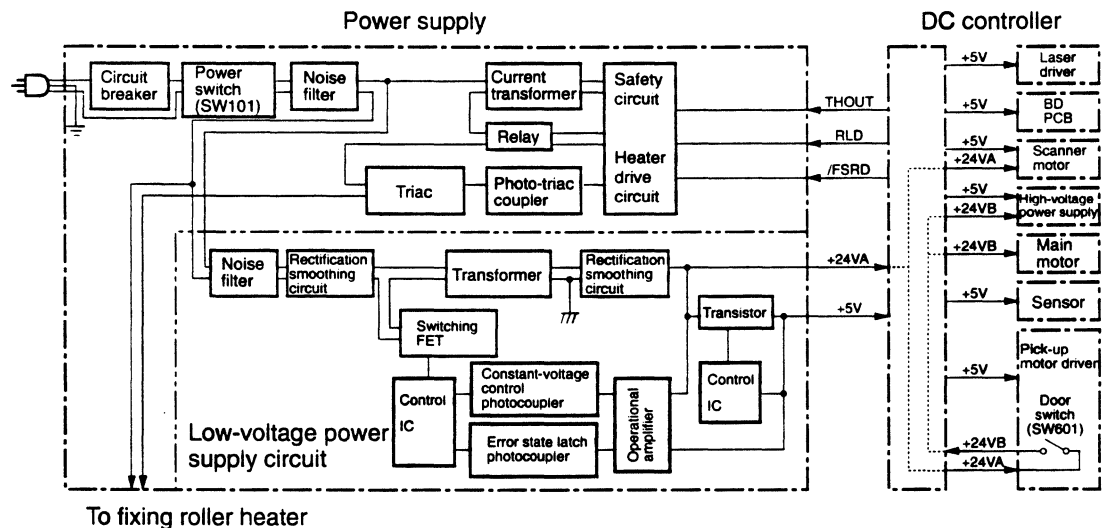 Power supply
DC controller
Circuit
breaker
Power
switch
(SW101)
Noise
filter
Current
transformer
Safety
circuit
Relay
Heater
drive
circuit
Triac
Photo-triac
coupler
THOUT
RLD
/FSRD
+5V
Laser
driver
+5V
BD
PCB
+5V
+24VA
Scanner
motor
+5V
+24VB
High-voltage
power supply
+24VB
Main
motor
+5V
Sensor
+5V
Pick-up
motor driven
Door
switch
(SW601)
+24VB
+24VA
Noise
filter
Rectification
smoothing
circuit
Transformer
Rectification
smoothing
circuit
+24VA
Transistor
+5V
Switching
FET
Control
IC
Constant-voltage
control
photocoupler
Error state latch
photocoupler
Operational
amplifier
Control
IC
Low-voltage power
supply circuit
To fixing roller heater